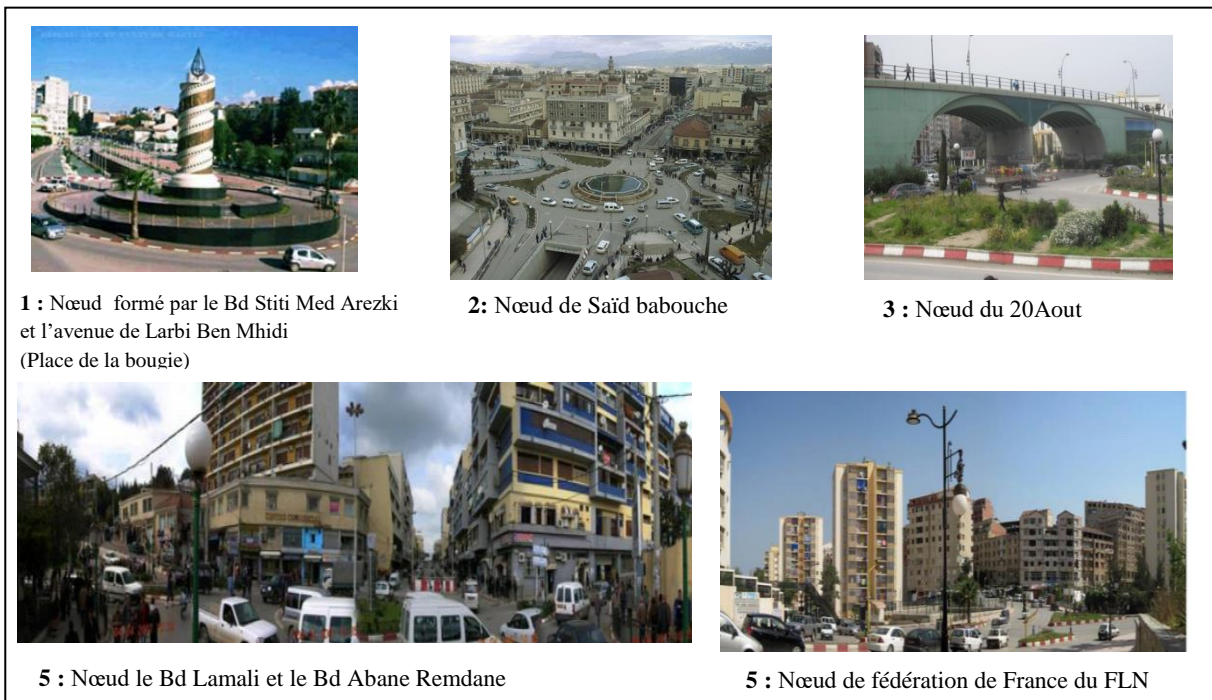 1 : Nœud formé par le Bd Stiti Med Arezki
et l’avenue de Larbi Ben Mhidi
(Place de la bougie)
2: Nœud de Saïd babouche
3 : Nœud du 20Aout
5 : Nœud le Bd Lamali et le Bd Abane Remdane
5 : Nœud de fédération de France du FLN